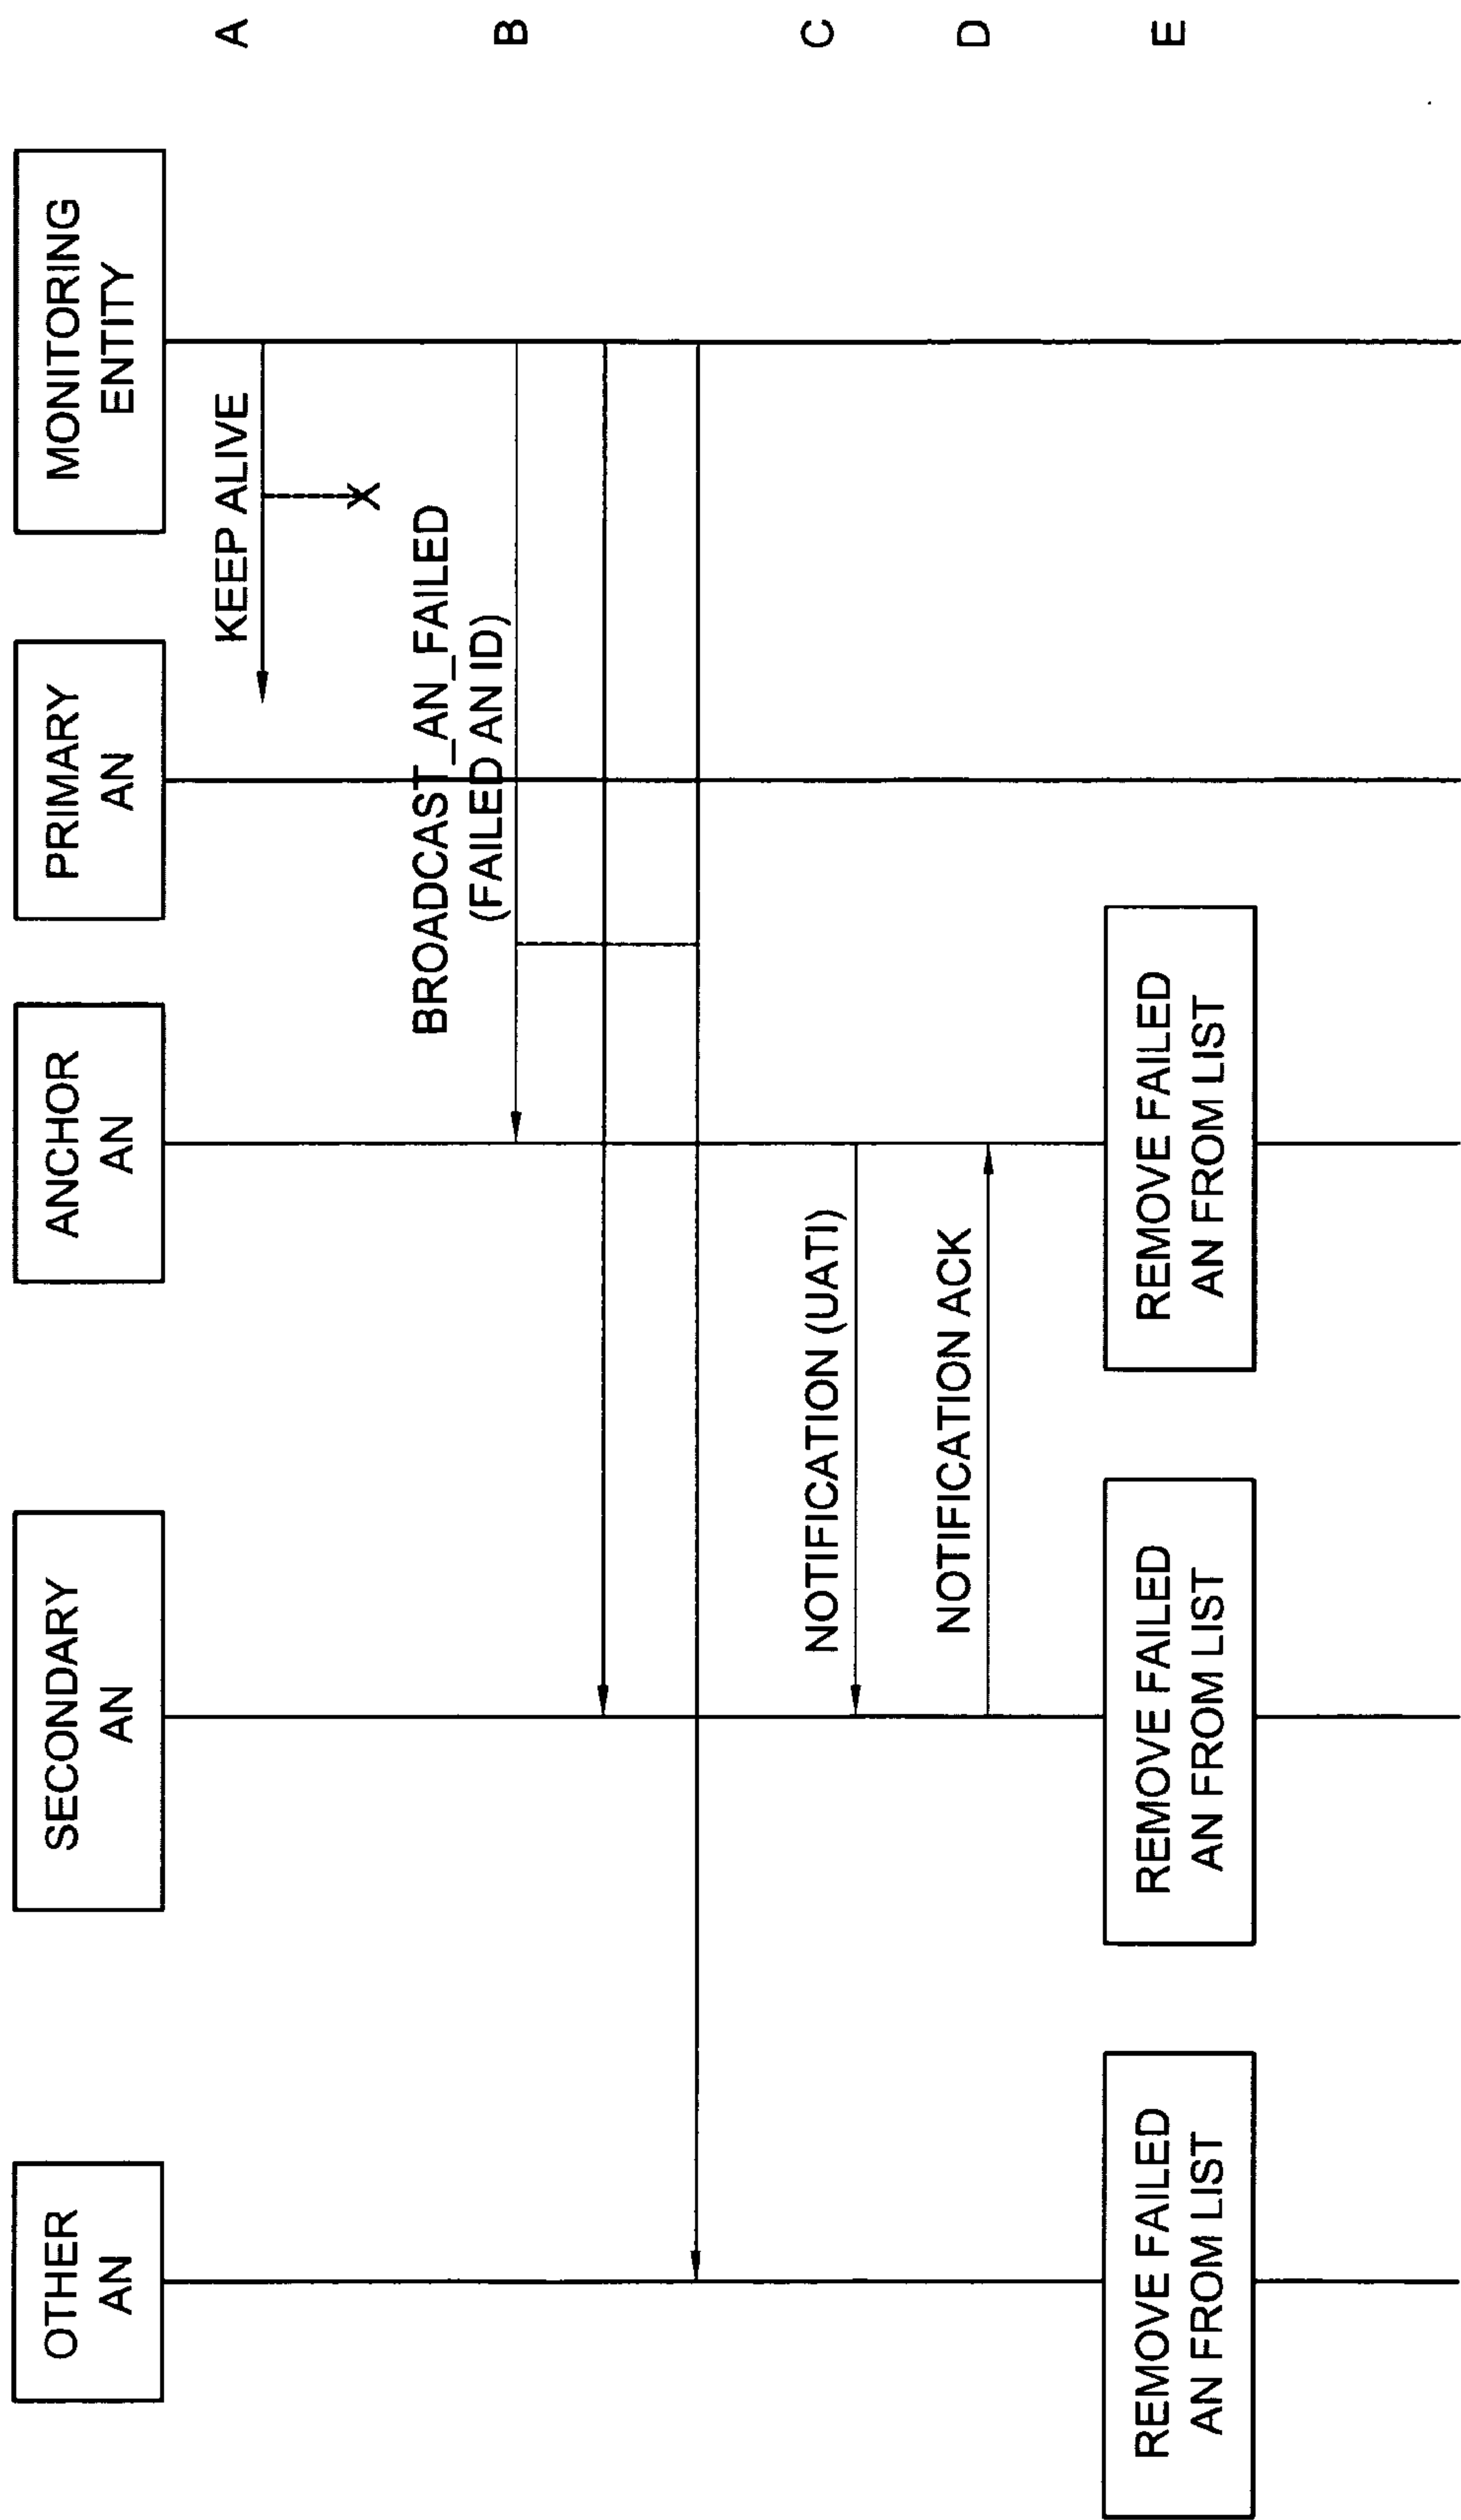 OTHER
AN
SECONDARY
AN
ANCHOR
AN
PRIMARY
AN
MONITORING
ENTITY
KEEP ALIVE
A
X
BROADCAST_AN_FAILED
(FAILED AN ID)
B
NOTIFICATION (UATI)
C
NOTIFICATION ACK
D
REMOVE FAILED
AN FROM LIST
REMOVE FAILED
AN FROM LIST
REMOVE FAILED
AN FROM LIST
E